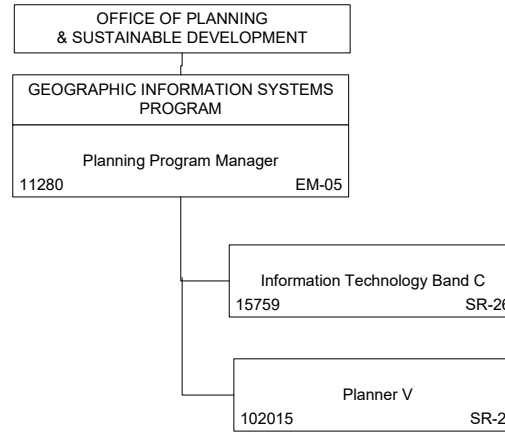 OFFICE OF PLANNING
& SUSTAINABLE DEVELOPMENT
GEOGRAPHIC INFORMATION SYSTEMS
PROGRAM
Planning Program Manager
11280 EM-05
Information Technology Band C
15759
Planner V
102015